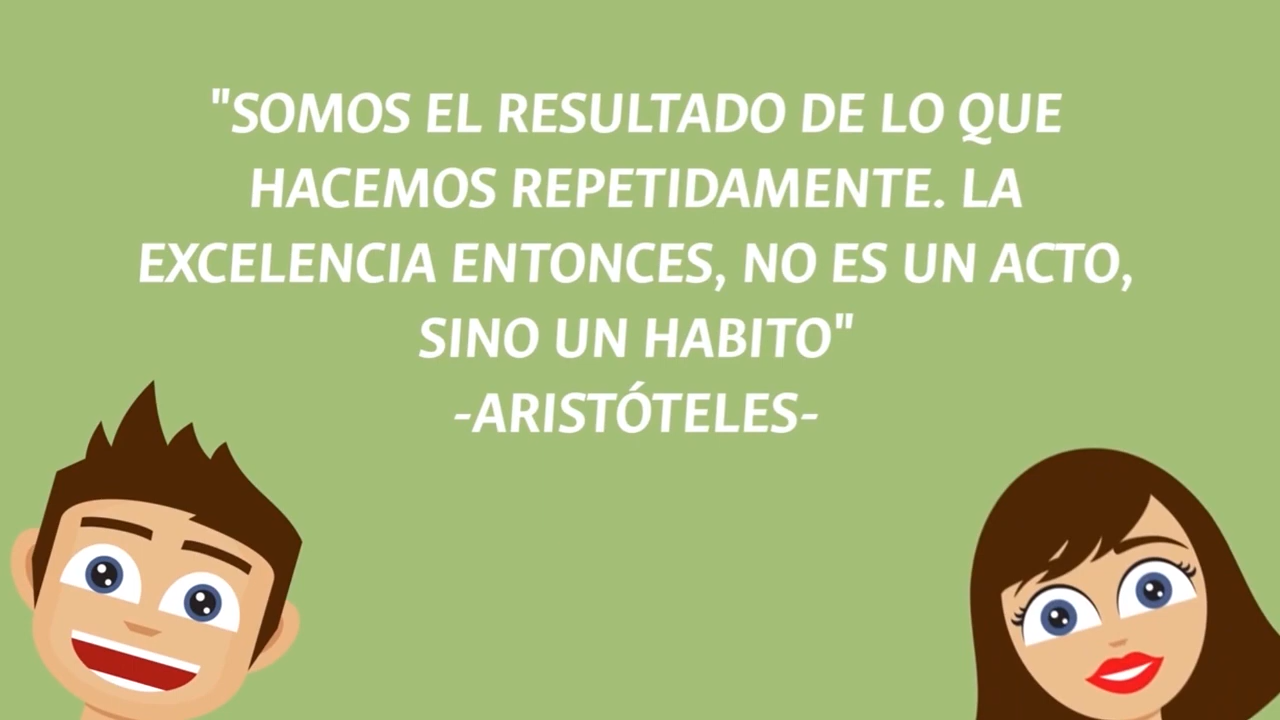 "SOMOS EL RESULTADO DE LO QUE
HACEMOS REPETIDAMENTE. LA
EXCELENCIA ENTONCES, NO ES UN ACTO,
SINO UN HABITO"
-ARISTÓTELES-